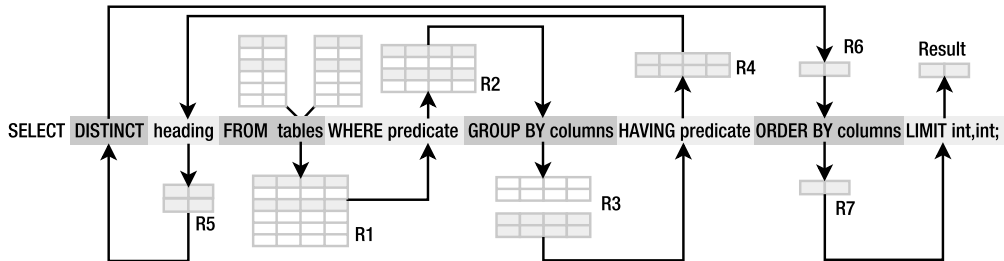 R6
Result
R2
R4
SELECT DISTINCT heading FROM tables WHERE predicate GROUP BY columns HAVING predicate ORDER BY columns LIMIT int,int;
R5
R1
R3
R7